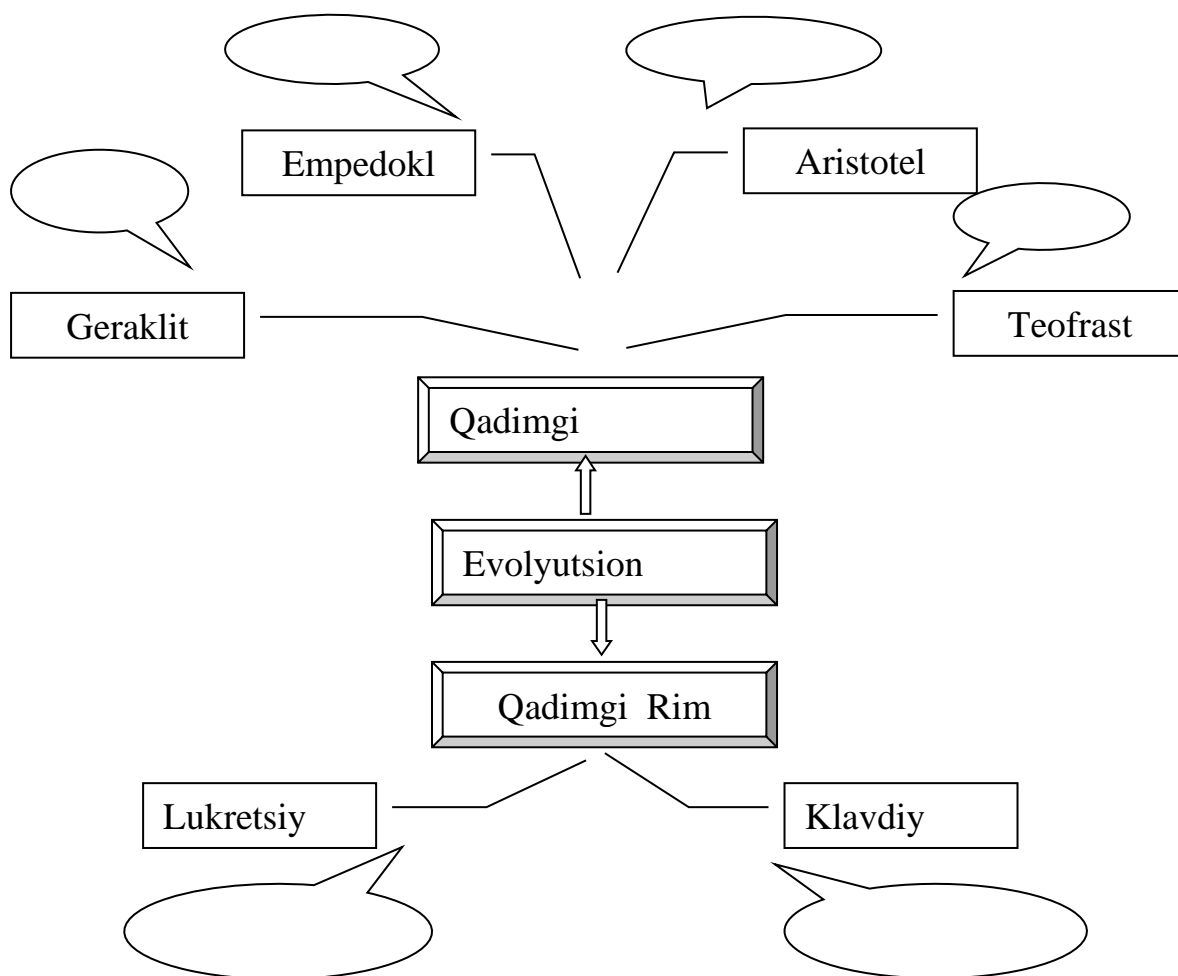 Empedokl
Aristotel
Geraklit
Teofrast
Qadimgi
Evolyutsion
Qadimgi Rim
Lukretsiy
Klavdiy